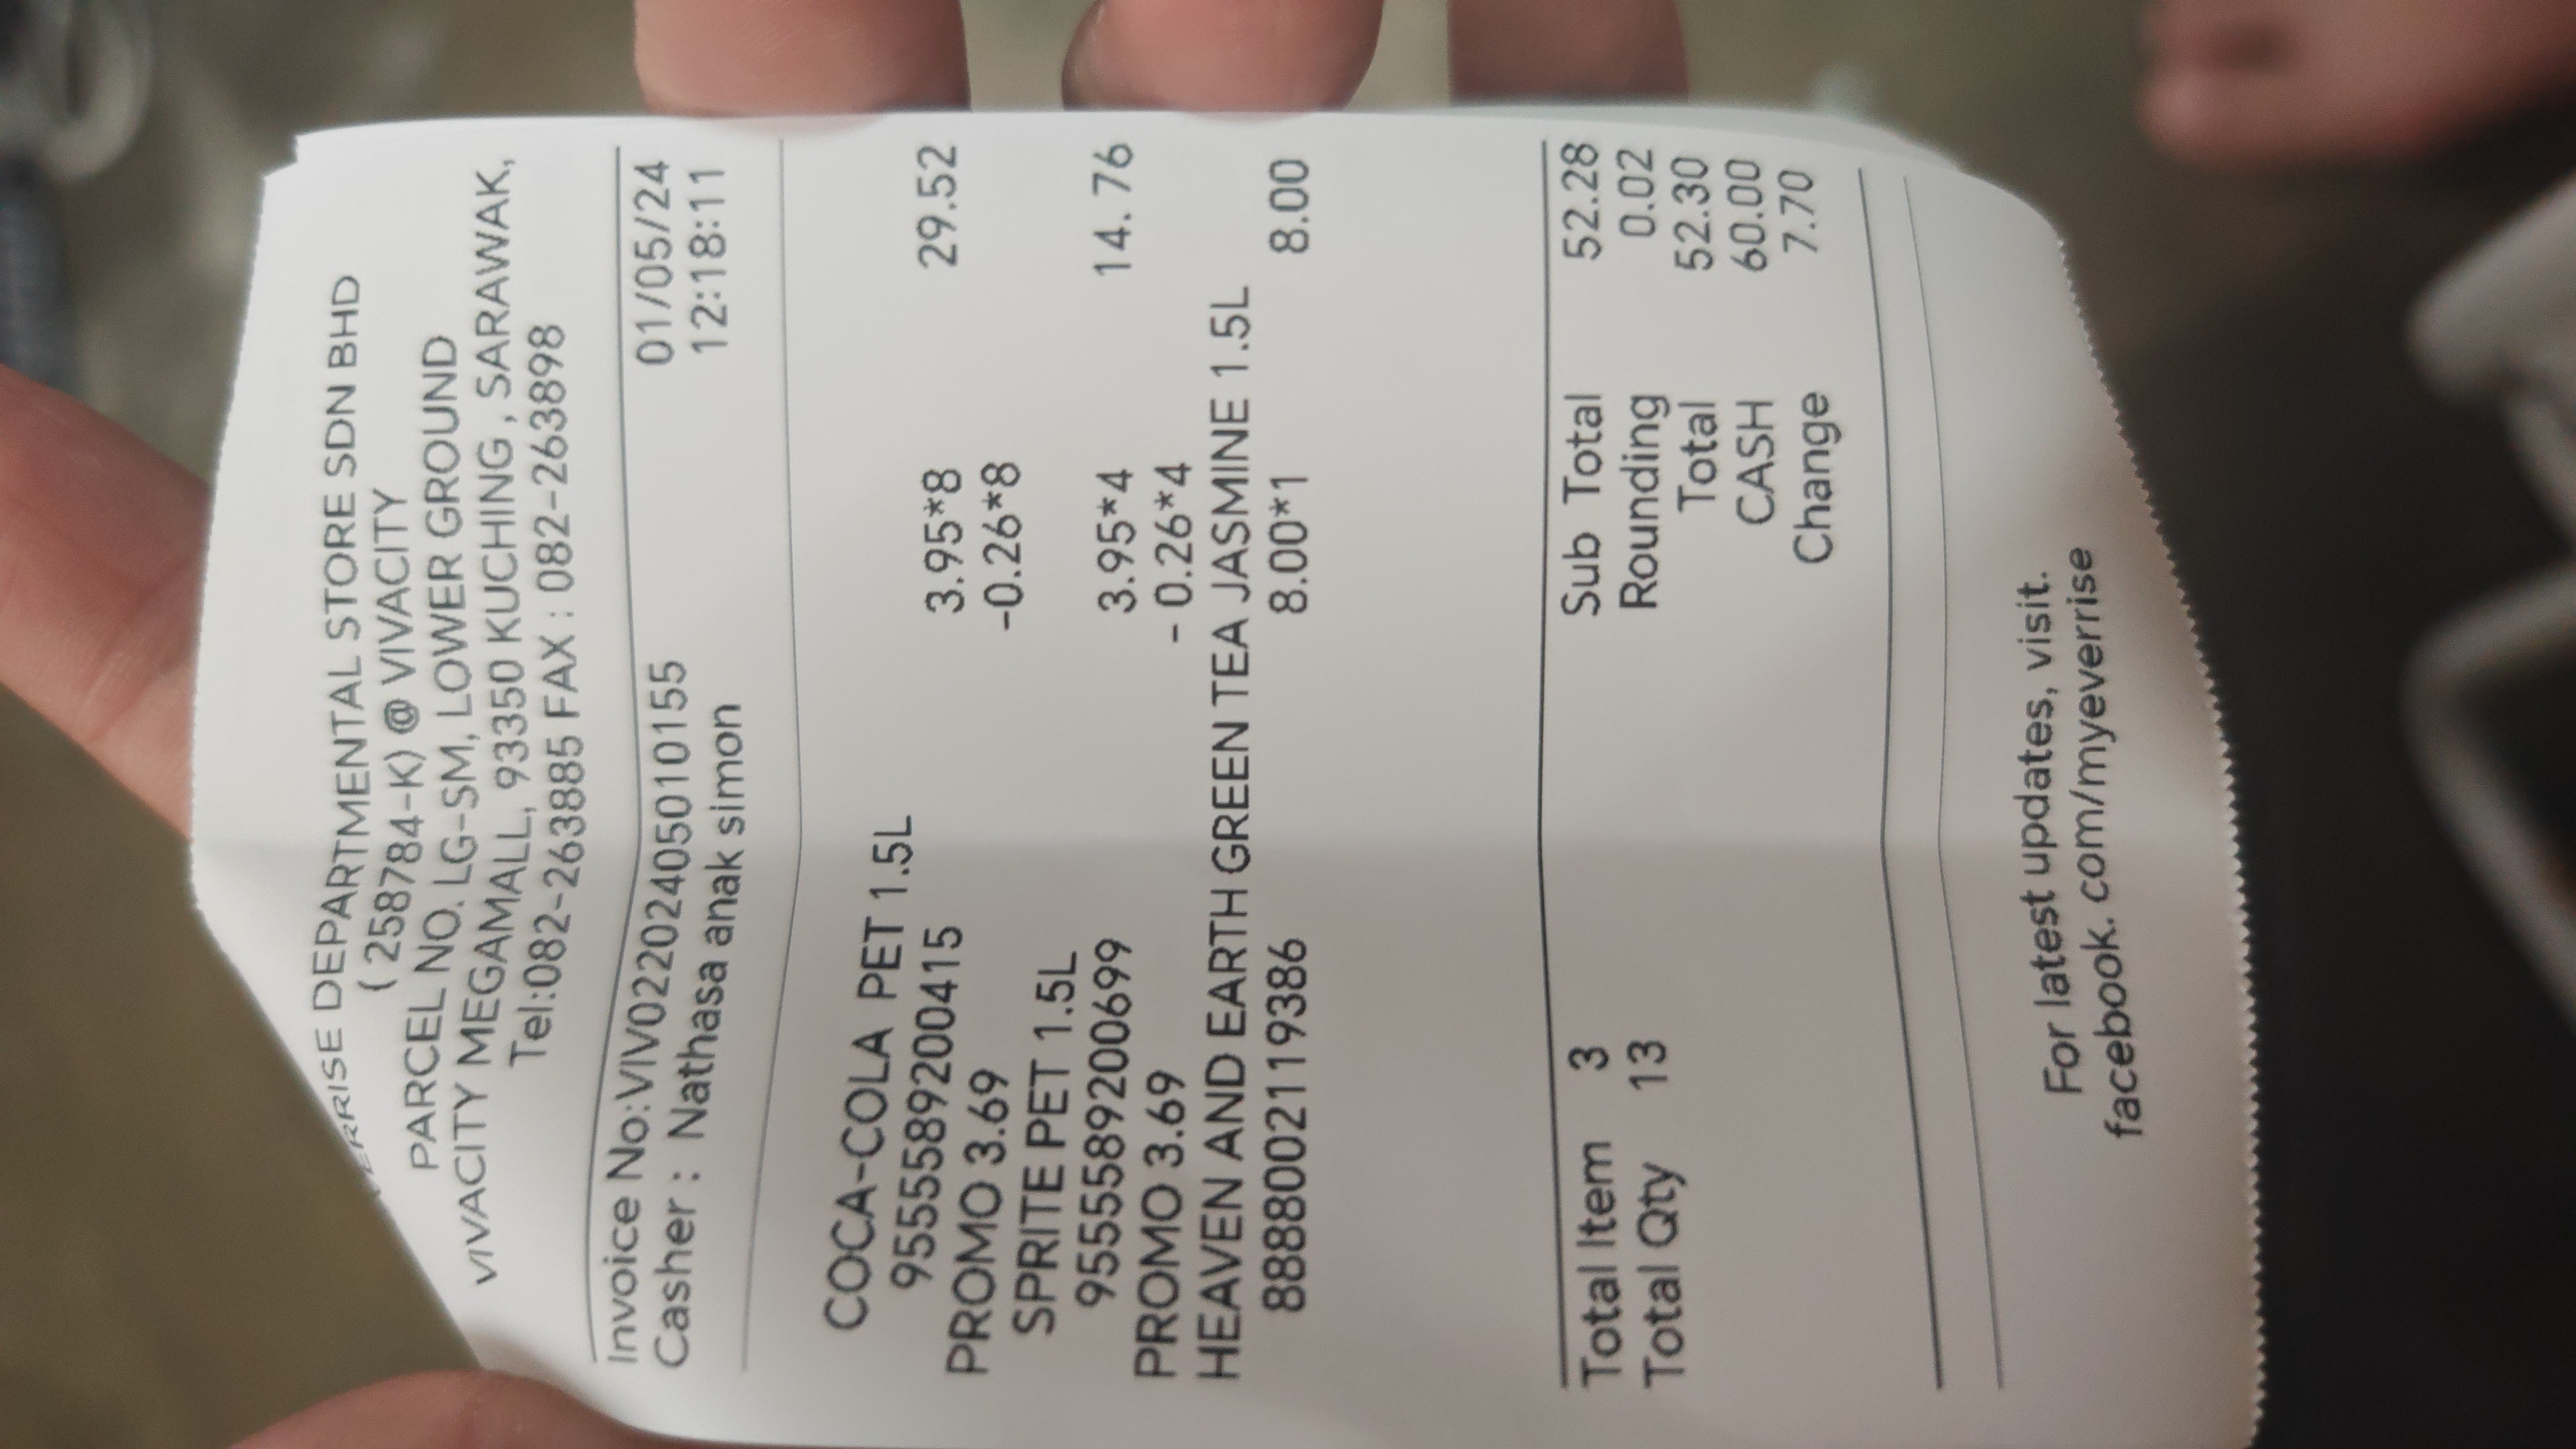 ERRISE DEPARTMENTAL STORE SDN BHD
( 258784-K) @ VIVACITY
PARCEL NO. LG-SM, LOWER GROUND
VIVACITY MEGAMALL, 93350 KUCHING , SARAWAK,
Tel:082-263885 FAX : 082-263898
Invoice No:VIV02202405010155 01/05/24
Casher : Nathasa anak simon 12:18:11
COCA-COLA PET 1.5L
9555589200415 3.95*8 29.52
PROMO 3.69 -0.26*8
SPRITE PET 1.5L
9555589200699 3.95*4 14. 76
PROMO 3.69 - 0.26*4
HEAVEN AND EARTH GREEN TEA JASMINE 1.5L
8888002119386 8.00*1 8.00
Total Item 3 Sub Total 52.28
Total Qty 13 Rounding 0.02
Total 52.30
CASH 60.00
Change 7.70
For latest updates, visit.
facebook. com/myeverrise